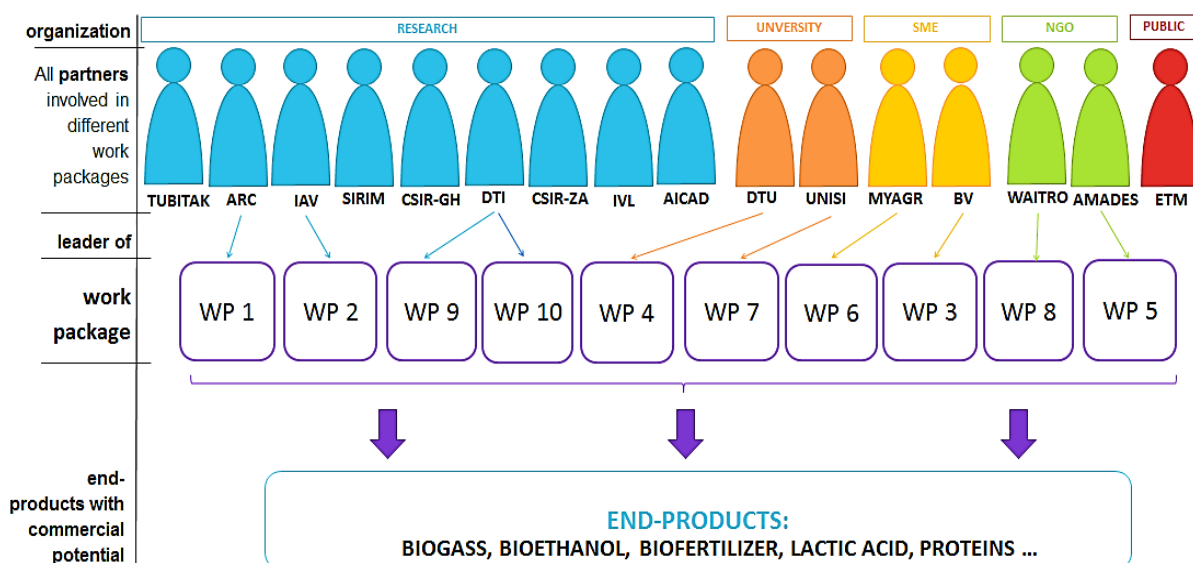 organization
RESEARCH
UNVERSITY
SME
NGO
PUBLIC
All partners
involved in
different
work
packages
TUBITAK
ARC
IAV
SIRIM
CSIR-GH
DTI
CSIR-ZA
IVL
AICAD
DTU
UNISI
MYAGR
BV
WAITRO
AMADES
ETM
leader of
work
package
WP 1
WP 2
WP 9
WP 10
WP 4
WP 7
WP 6
WP 3
WP 8
WP 5
end-
products with
commercial
potential
END-PRODUCTS:
BIOGASS, BIOETHANOL, BIOFERTILIZER, LACTIC ACID, PROTEINS ...